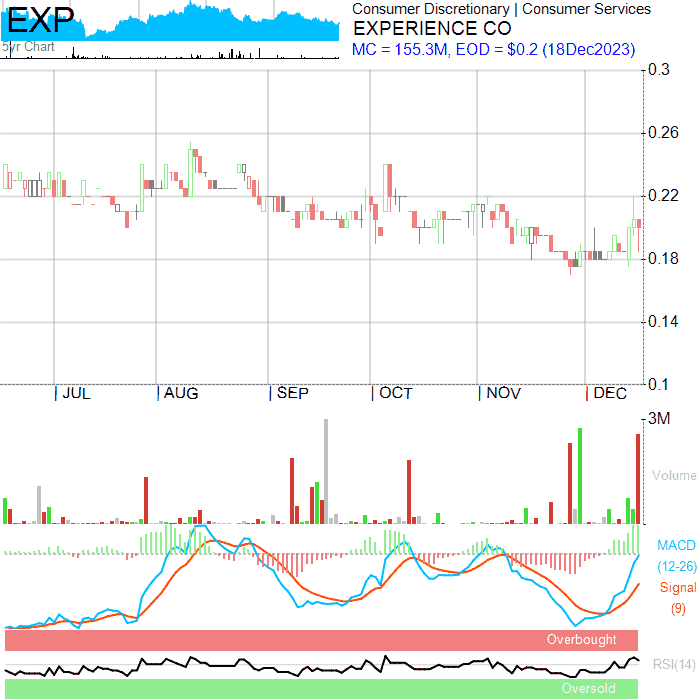 EXP
5yr Chart
Consumer Discretionary | Consumer Services
EXPERIENCE CO
MC = 155.3M, EOD = $0.2 (18Dec2023)
0.3
0.26
0.22
0.18
0.14
0.1
JUL
AUG
SEP
OCT
NOV
DEC
3M
Volume
MACD
(12-26)
Signal
(9)
Overbought
RSI(14)
Oversold